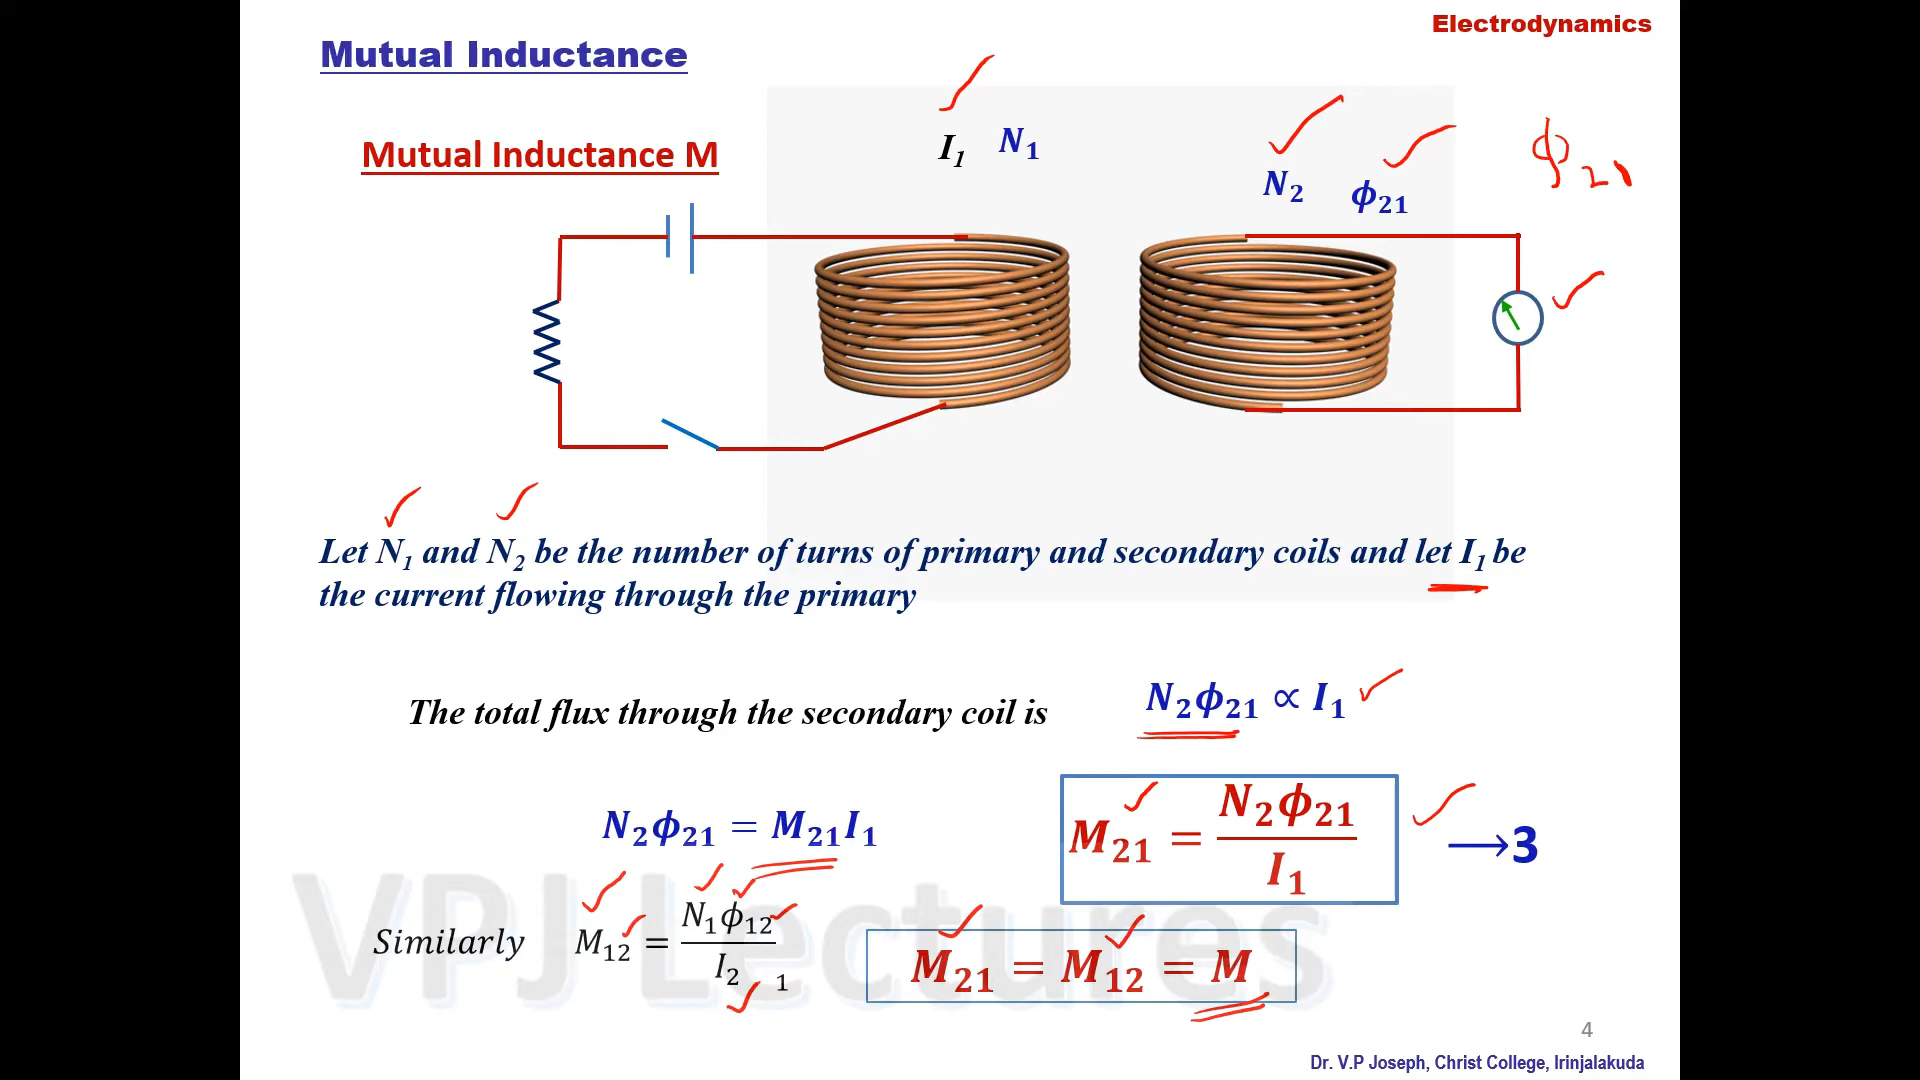 Electrodynamics
Mutual Inductance
Mutual Inductance M
I₁ N₁
N₂ ϕ₂₁
ϕ₂₁
Let N₁ and N₂ be the number of turns of primary and secondary coils and let I₁ be
the current flowing through the primary
The total flux through the secondary coil is N₂ϕ₂₁ ∝ I₁
N₂ϕ₂₁ = M₂₁I₁
M₂₁ = N₂ϕ₂₁ / I₁ ⟶3
Similarly M₁₂ = N₁ϕ₁₂ / I₂ 1
M₂₁ = M₁₂ = M
VPJ Lectures
4
Dr. V.P Joseph, Christ College, Irinjalakuda